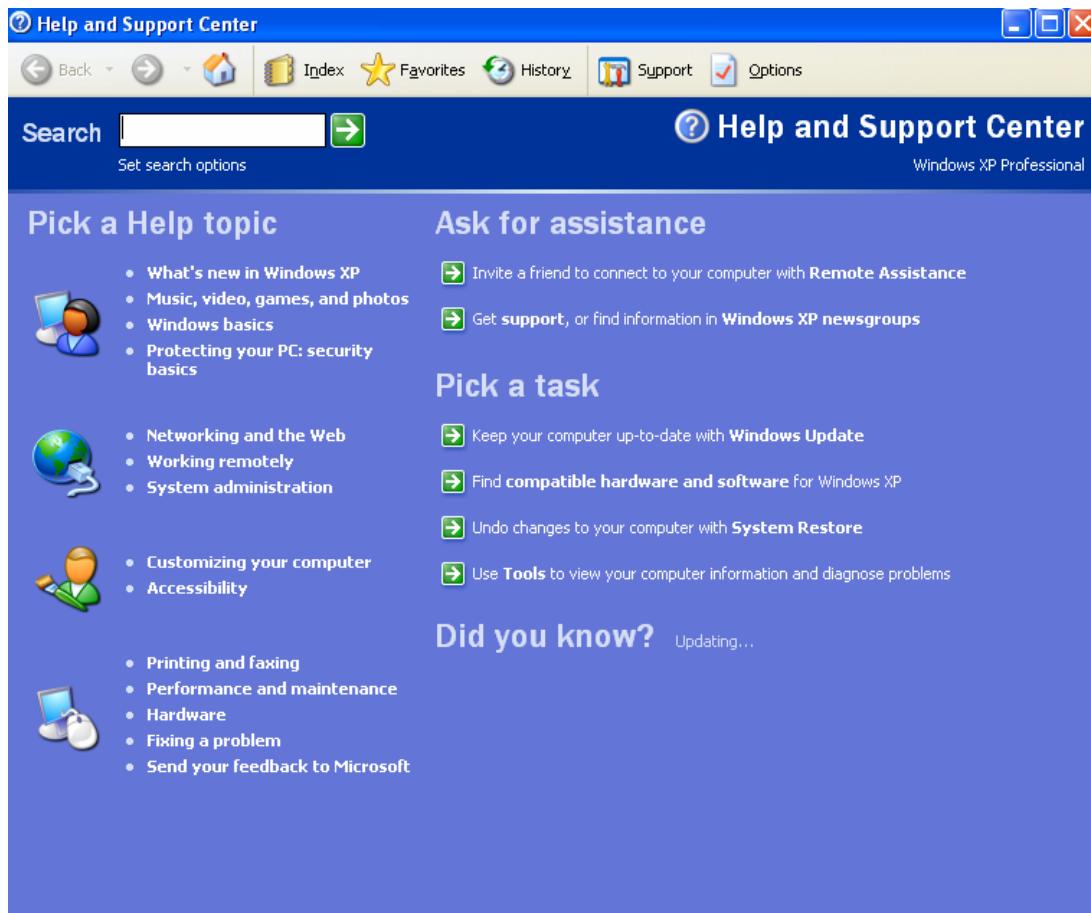 Help and Support Center
Back
Index
Favorites
History
Support
Options
Search
Set search options
Help and Support Center
Windows XP Professional
Pick a Help topic
What's new in Windows XP
Music, video, games, and photos
Windows basics
Protecting your PC: security
basics
Networking and the Web
Working remotely
System administration
Customizing your computer
Accessibility
Printing and faxing
Performance and maintenance
Hardware
Fixing a problem
Send your feedback to Microsoft
Ask for assistance
Invite a friend to connect to your computer with Remote Assistance
Get support, or find information in Windows XP newsgroups
Pick a task
Keep your computer up-to-date with Windows Update
Find compatible hardware and software for Windows XP
Undo changes to your computer with System Restore
Use Tools to view your computer information and diagnose problems
Did you know? Updating...